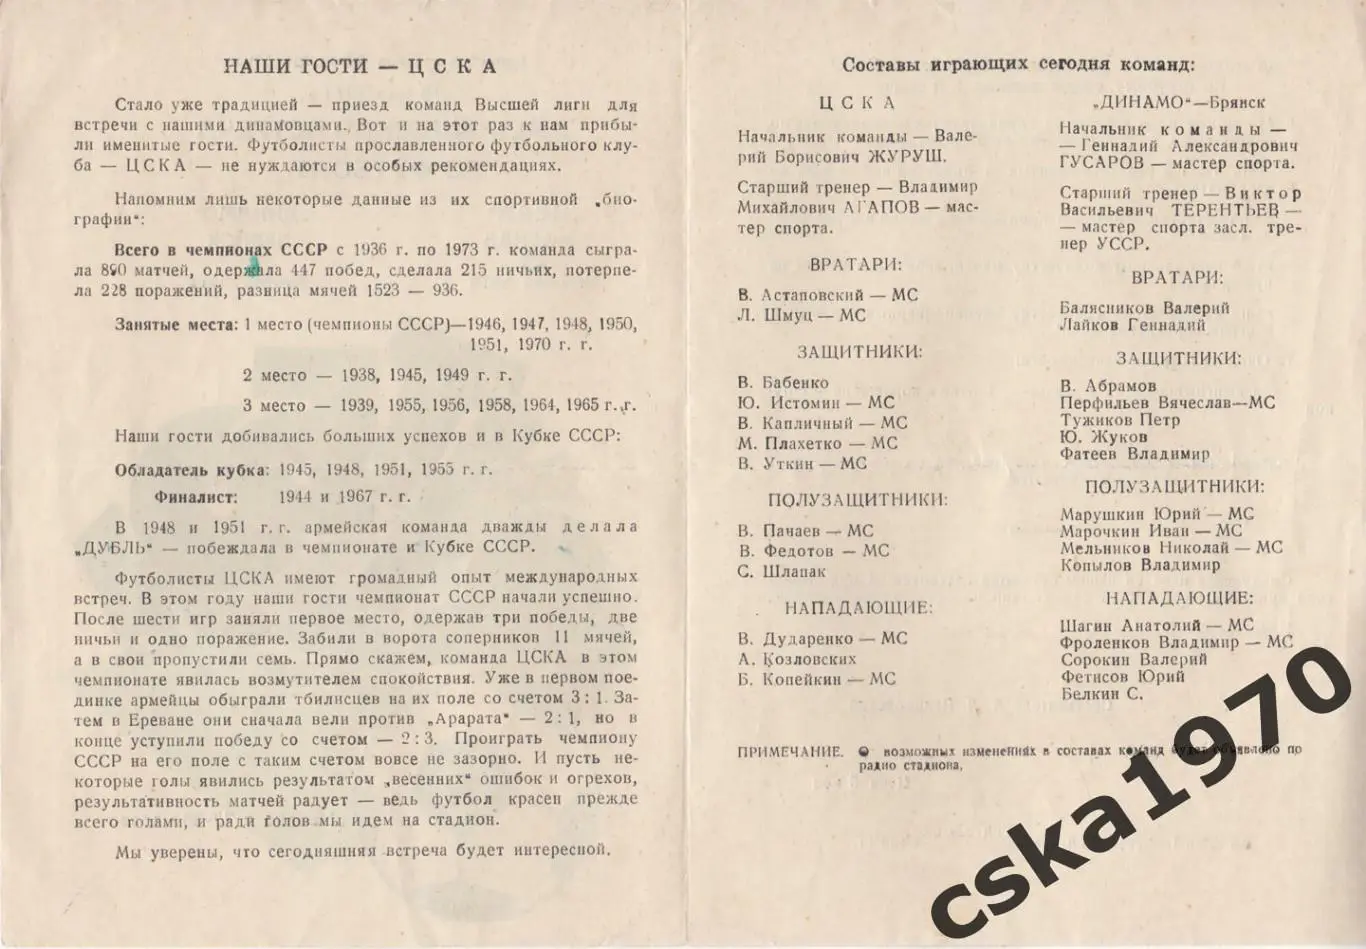 НАШИ ГОСТИ — Ц С К А
Стало уже традицией — приезд команд Высшей лиги для
встречи с нашими динамовцами. Вот и на этот раз к нам прибы-
ли именитые гости. Футболисты прославленного футбольного клу-
ба — Ц С К А — не нуждаются в особых рекомендациях.
Напомним лишь некоторые данные из их спортивной „био-
графии“:
Всего в чемпионах СССР с 1936 г. по 1973 г. команда сыгра-
ла 890 матчей, одержала 447 побед, сделала 215 ничьих, потерпе-
ла 228 поражений, разница мячей 1523 — 936.
Занятые места: 1 место (чемпионы СССР)—1946, 1947, 1948, 1950,
1951, 1970 г. г.
2 место — 1938, 1945, 1949 г. г.
3 место — 1939, 1955, 1956, 1958, 1964, 1965 г. г.
Наши гости добивались больших успехов и в Кубке СССР:
Обладатель кубка: 1945, 1948, 1951, 1955 г. г.
Финалист: 1944 и 1967 г. г.
В 1948 и 1951 г. г. армейская команда дважды д е л а л а
„ДУБЛЬ“ — побеждала в чемпионате и Кубке СССР.
Футболисты ЦСКА имеют громадный опыт международных
встреч. В этом году наши гости чемпионат СССР начали успешно.
После шести игр заняли первое место, одержав три победы, две
ничьи и одно поражение. Забили в ворота соперников 11 мячей,
а в свои пропустили семь. Прямо скажем, команда ЦСКА в этом
чемпионате явилась возмутителем спокойствия. Уже в первом пое-
динке армейцы обыграли тбилисцев на их поле со счетом 3 : 1. За-
тем в Ереване они сначала вели против „Арарата“ — 2 : 1, но в
конце уступили победу со счетом — 2 : 3. Проиграть чемпиону
СССР на его поле с таким счетом вовсе не зазорно. И пусть не-
которые голы явились результатом „весенних“ ошибок и огрехов,
результативность матчей радует — ведь футбол красен прежде
всего голами, и ради голов мы идем на стадион.
Мы уверены, что сегодняшняя встреча будет интересной.
Составы играющих сегодня команд:
Ц С К А
Начальник команды — Вале-
рий Борисович ЖУРУШ.
Старший тренер — Владимир
Михайлович АГАПОВ — мас-
тер спорта.
ВРАТАРИ:
В. Астаповский — МС
Л. Шмуц — МС
ЗАЩИТНИКИ:
В. Бабенко
Ю. Истомин — МС
В. Капличный — МС
М. Плахетко — МС
В. Уткин — МС
ПОЛУЗАЩИТНИКИ:
В. Пачаев — МС
В. Федотов — МС
С. Шлапак
НАПАДАЮЩИЕ:
В. Дударенко — МС
А. Козловских
Б. Копейкин — МС
„ДИНАМО“—Брянск
Начальник к о м а н д ы —
— Геннадий Александрович
ГУСАРОВ — мастер спорта.
Старший тренер — В и к т о р
Васильевич ТЕРЕНТЬЕВ —
— мастер спорта засл. тре-
нер УССР.
ВРАТАРИ:
Балясников Валерий
Лайков Геннадий
ЗАЩИТНИКИ:
В. Абрамов
Перфильев Вячеслав—МС
Тужиков Петр
Ю. Жуков
Фатеев Владимир
ПОЛУЗАЩИТНИКИ:
Марушкин Юрий — МС
Марочкин Иван — МС
Мельников Николай — МС
Копылов Владимир
НАПАДАЮЩИЕ:
Шагин Анатолий — МС
Фроленков Владимир — МС
Сорокин Валерий
Фетисов Юрий
Белкин С.
ПРИМЕЧАНИЕ. О возможных изменениях в составах команд будет объявлено по
радио стадиона.
cska1970